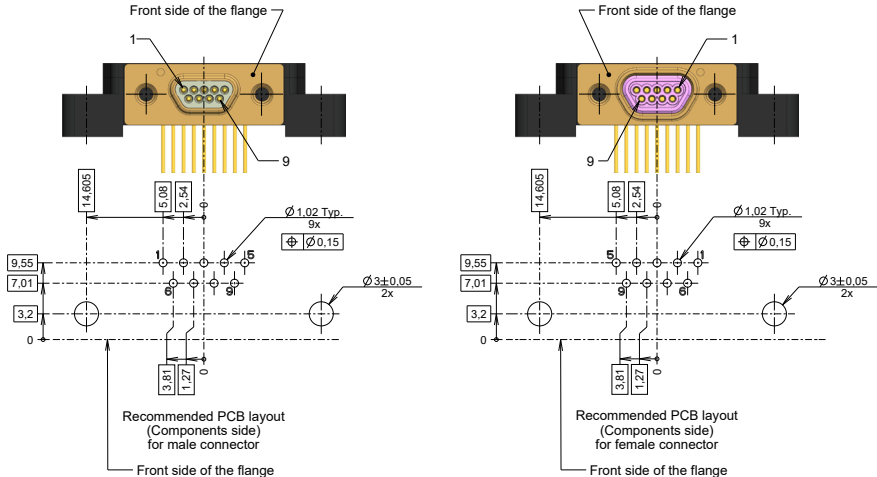 Front side of the flange
1
9
14,605
5,08
2,54
0
Ø 1,02 Typ.
9x
⌖ Ø 0,15
1
5
9,55
7,01
6
9
Ø 3±0,05
2x
3,2
0
3,81
1,27
0
Recommended PCB layout
(Components side)
for male connector
Front side of the flange
Front side of the flange
1
9
14,605
5,08
2,54
0
Ø 1,02 Typ.
9x
⌖ Ø 0,15
5
1
9,55
7,01
9
6
Ø 3±0,05
2x
3,2
0
3,81
1,27
0
Recommended PCB layout
(Components side)
for female connector
Front side of the flange